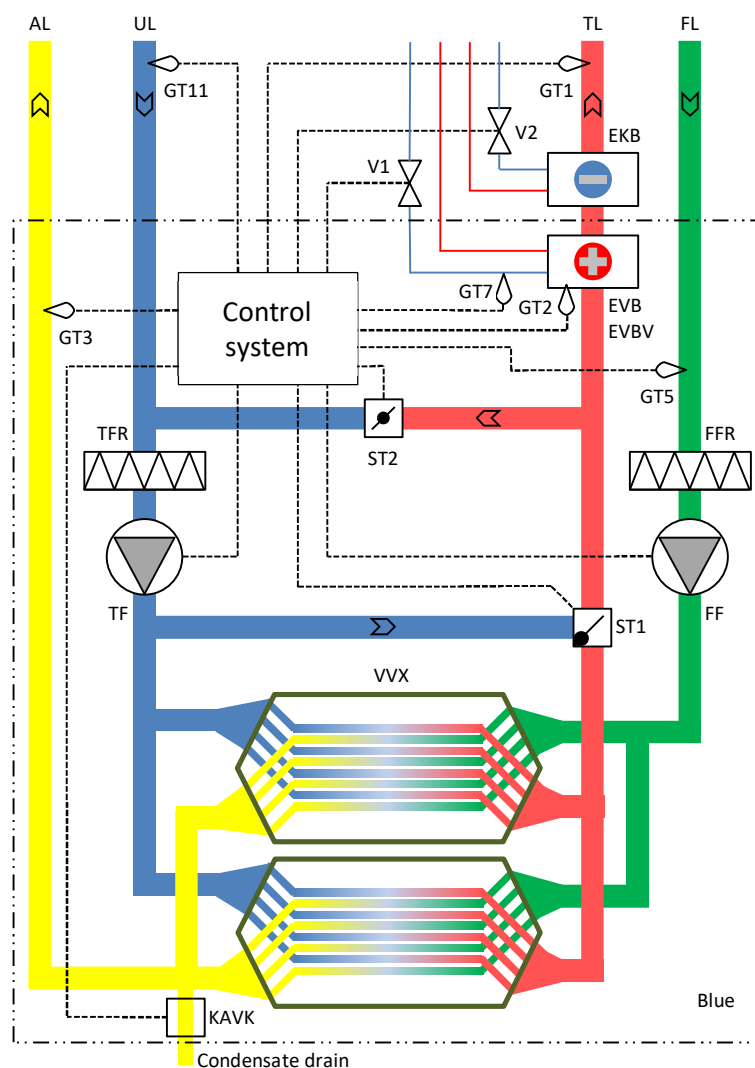 AL
UL
TL
FL
GT11
GT1
V2
EKB
V1
Control
system
GT7
GT2
EVB
EVBV
GT3
GT5
TFR
ST2
FFR
TF
ST1
FF
VVX
Blue
KAVK
Condensate drain